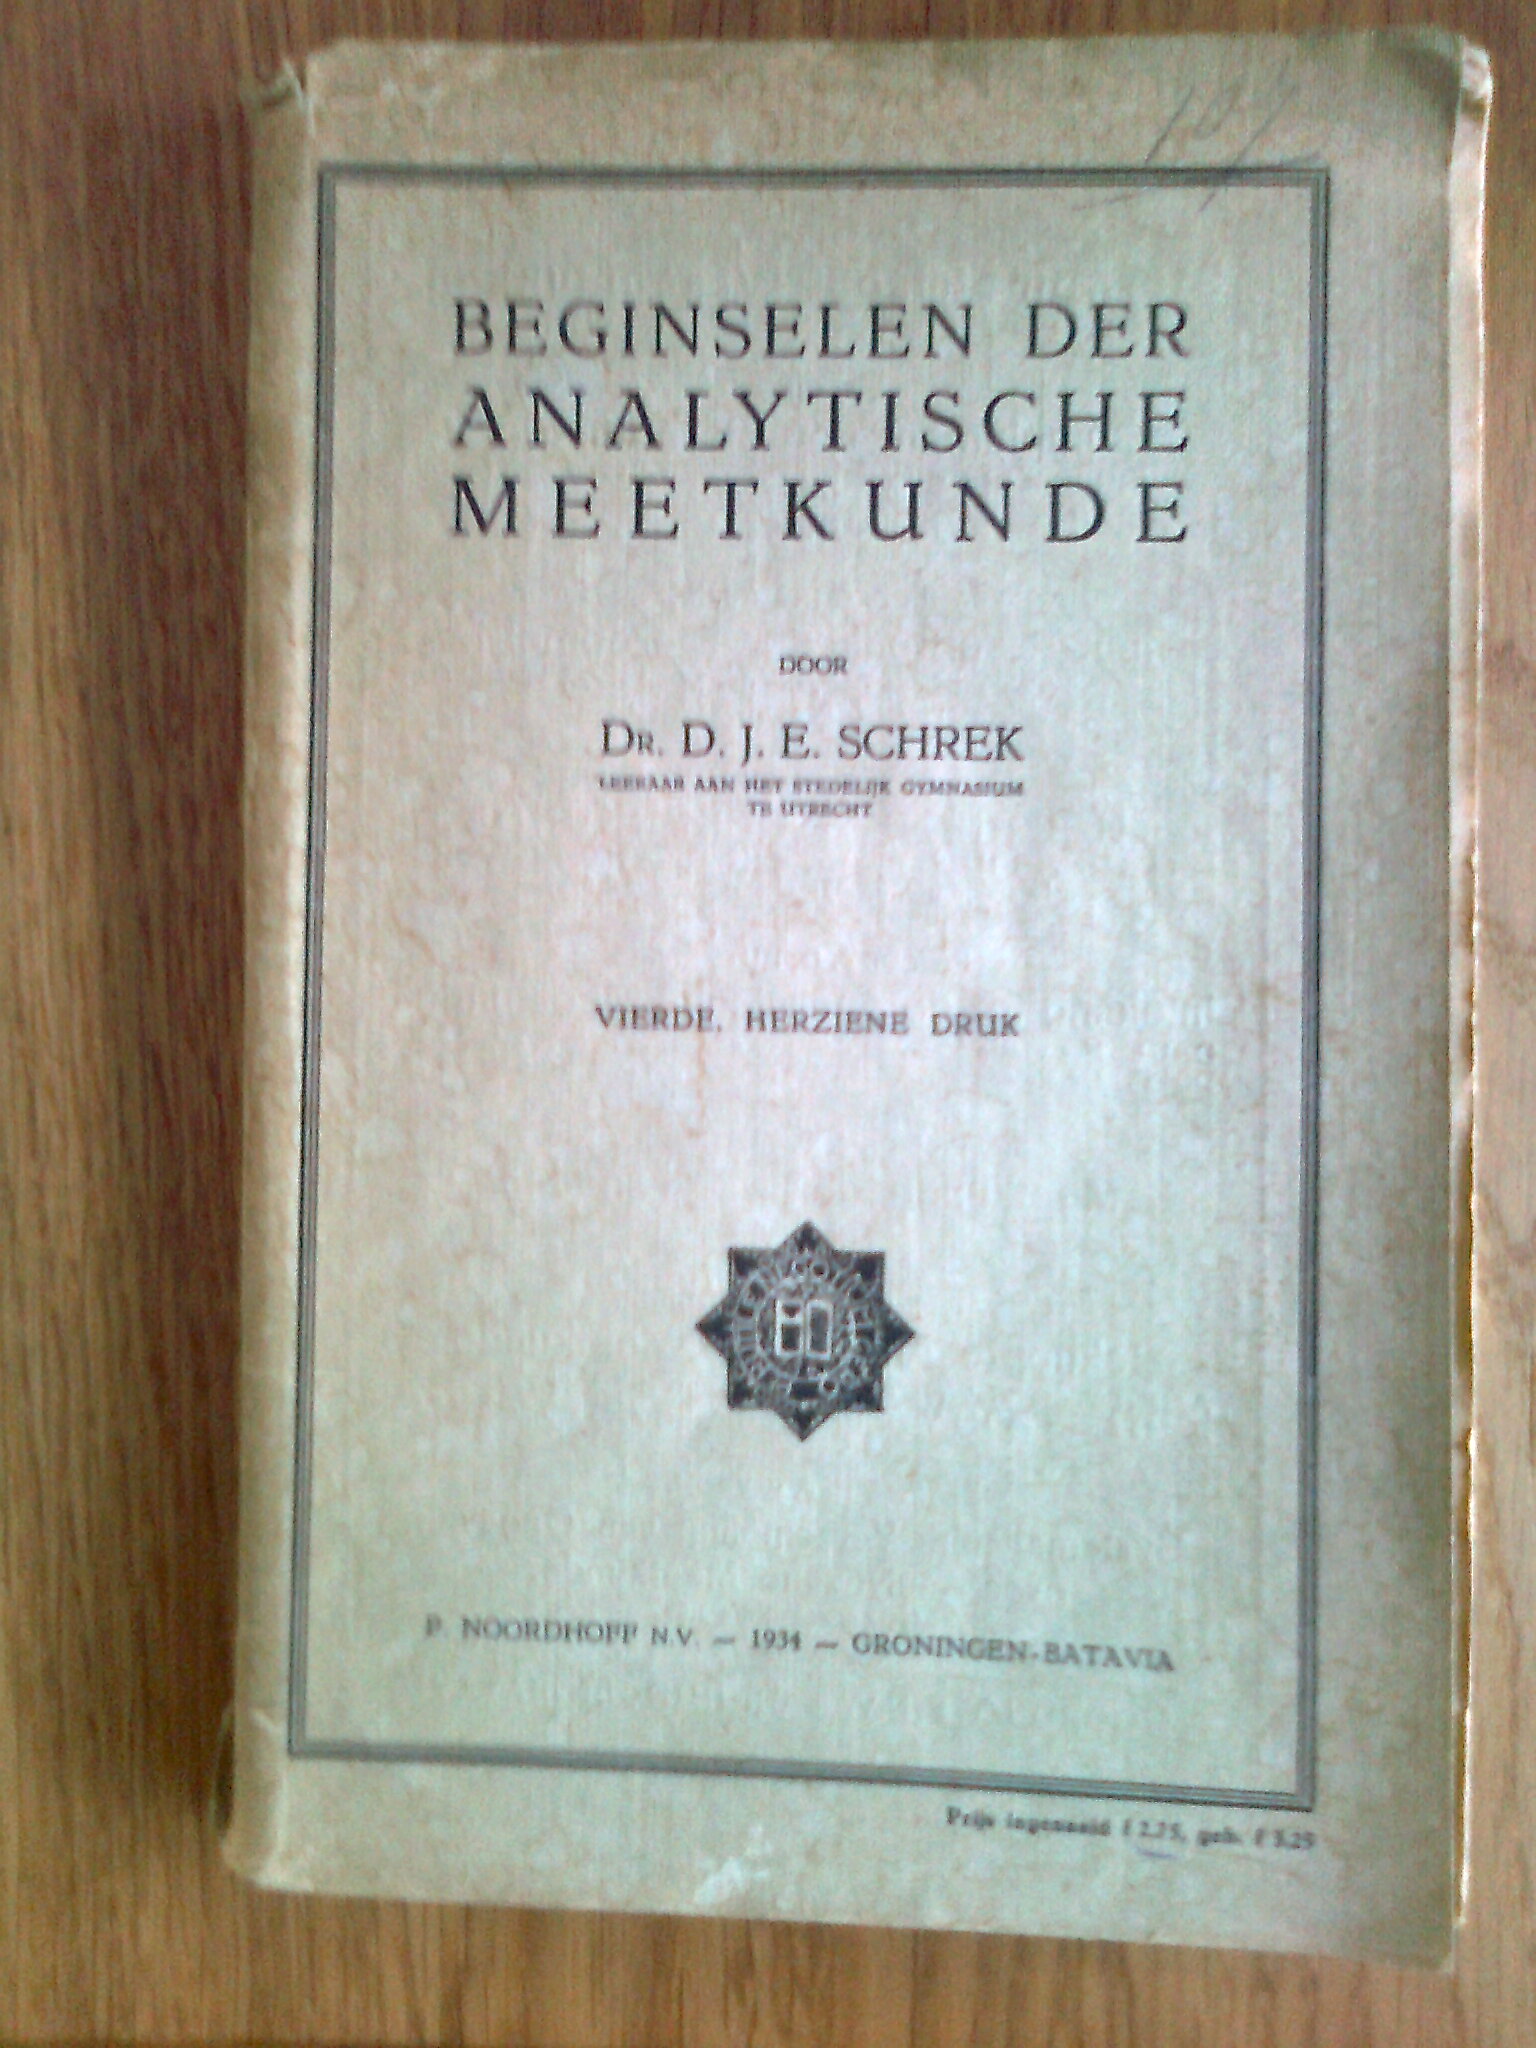 BEGINSELEN DER
ANALYTISCHE
MEETKUNDE
DOOR
DR. D. J. E. SCHREK
LEERAAR AAN HET STEDELIJK GYMNASIUM
TE UTRECHT
VIERDE, HERZIENE DRUK
P. NOORDHOFF N.V. — 1934 — GRONINGEN-BATAVIA
Prijs ingenaaid f 2.75, geb. f 3.25